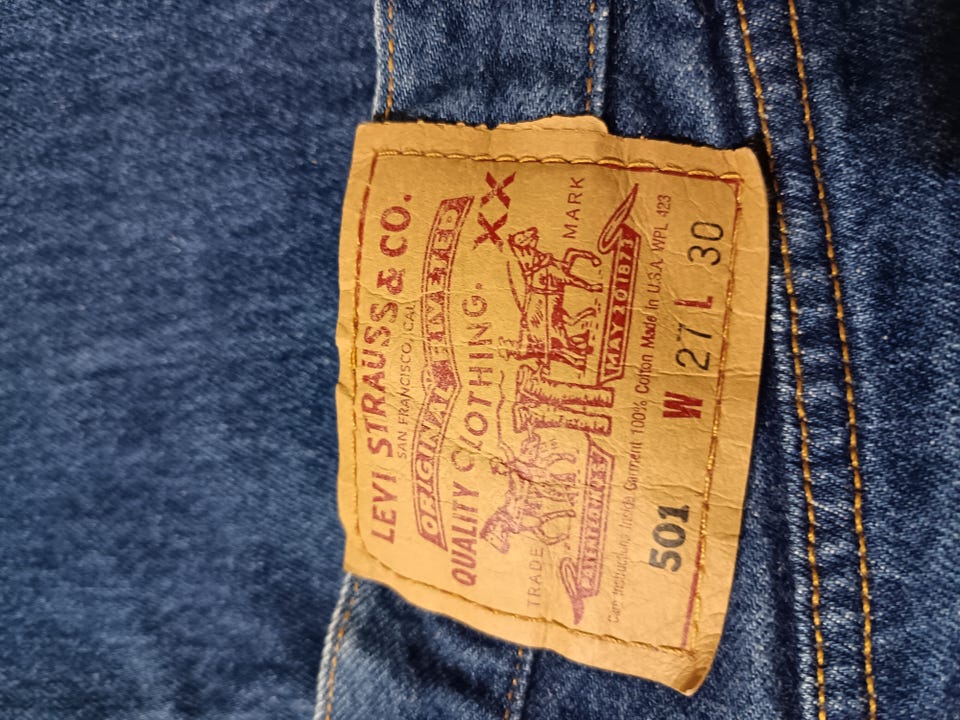 LEVI STRAUSS & CO.
SAN FRANCISCO, CAL
ORIGINAL RIVETED
QUALITY CLOTHING.
XX
TRADE MARK
MAY 20 1873
Care Instructions Inside Garment 100% Cotton Made in U.S.A. WPL 423
501 W 27 L 30